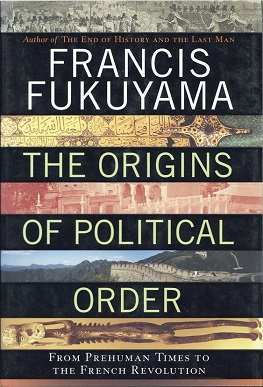 Author of THE END OF HISTORY AND THE LAST MAN
FRANCIS
FUKUYAMA
THE ORIGINS
OF POLITICAL
ORDER
FROM PREHUMAN TIMES TO
THE FRENCH REVOLUTION